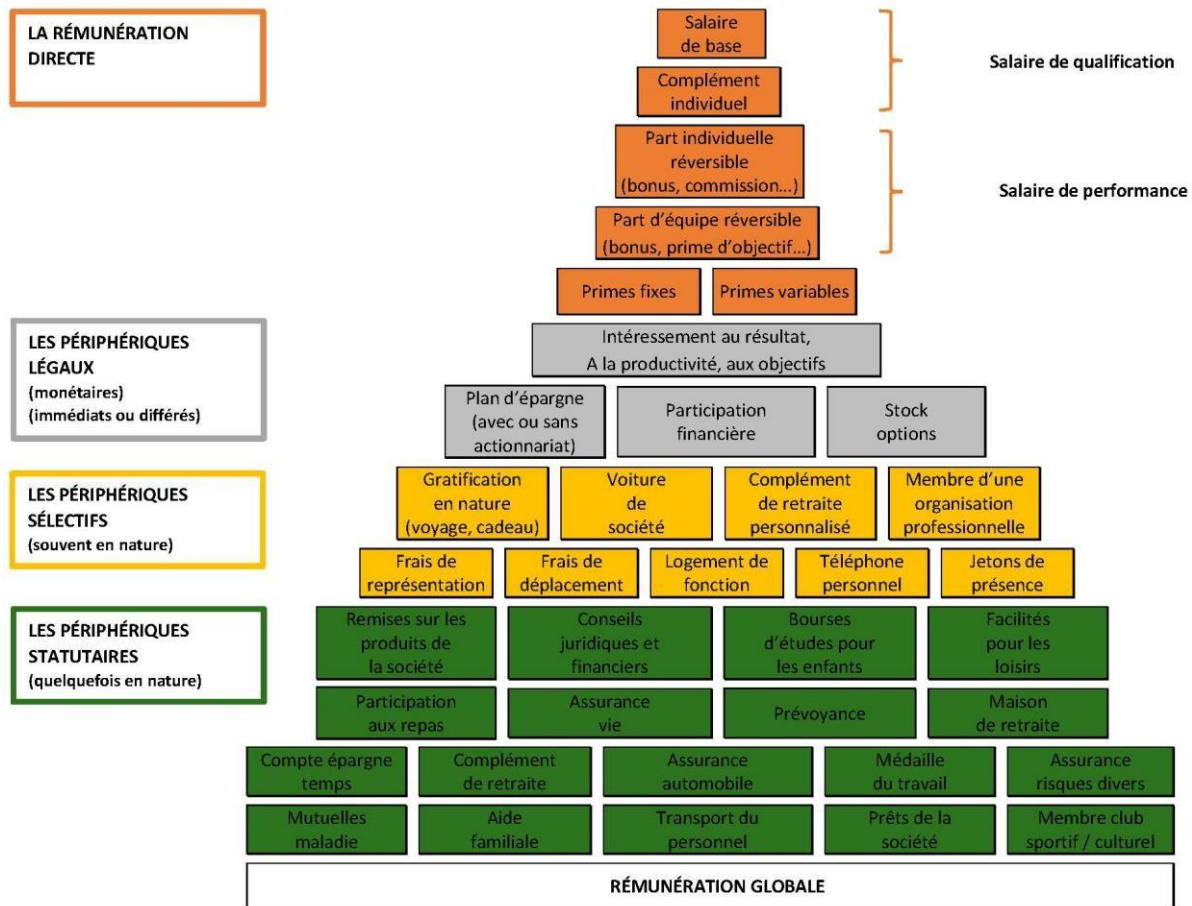 LA RÉMUNÉRATION
DIRECTE
Salaire
de base
Complément
individuel
Salaire de qualification
Part individuelle
réversible
(bonus, commission...)
Part d'équipe réversible
(bonus, prime d'objectif...)
Salaire de performance
Primes fixes
Primes variables
LES PÉRIPHÉRIQUES
LÉGAUX
(monétaires)
(immédiats ou différés)
Intéressement au résultat,
A la productivité, aux objectifs
Plan d'épargne
(avec ou sans
actionnariat)
Participation
financière
Stock
options
LES PÉRIPHÉRIQUES
SÉLECTIFS
(souvent en nature)
Gratification
en nature
(voyage, cadeau)
Voiture
de
société
Complément
de retraite
personnalisé
Membre d'une
organisation
professionnelle
Frais de
représentation
Frais de
déplacement
Logement de
fonction
Téléphone
personnel
Jetons de
présence
LES PÉRIPHÉRIQUES
STATUTAIRES
(quelquefois en nature)
Remises sur les
produits de
la société
Conseils
juridiques et
financiers
Bourses
d'études pour
les enfants
Facilités
pour les
loisirs
Participation
aux repas
Assurance
vie
Prévoyance
Maison
de retraite
Compte épargne
temps
Complément
de retraite
Assurance
automobile
Médaille
du travail
Assurance
risques divers
Mutuelles
maladie
Aide
familiale
Transport du
personnel
Prêts de la
société
Membre club
sportif / culturel
RÉMUNÉRATION GLOBALE